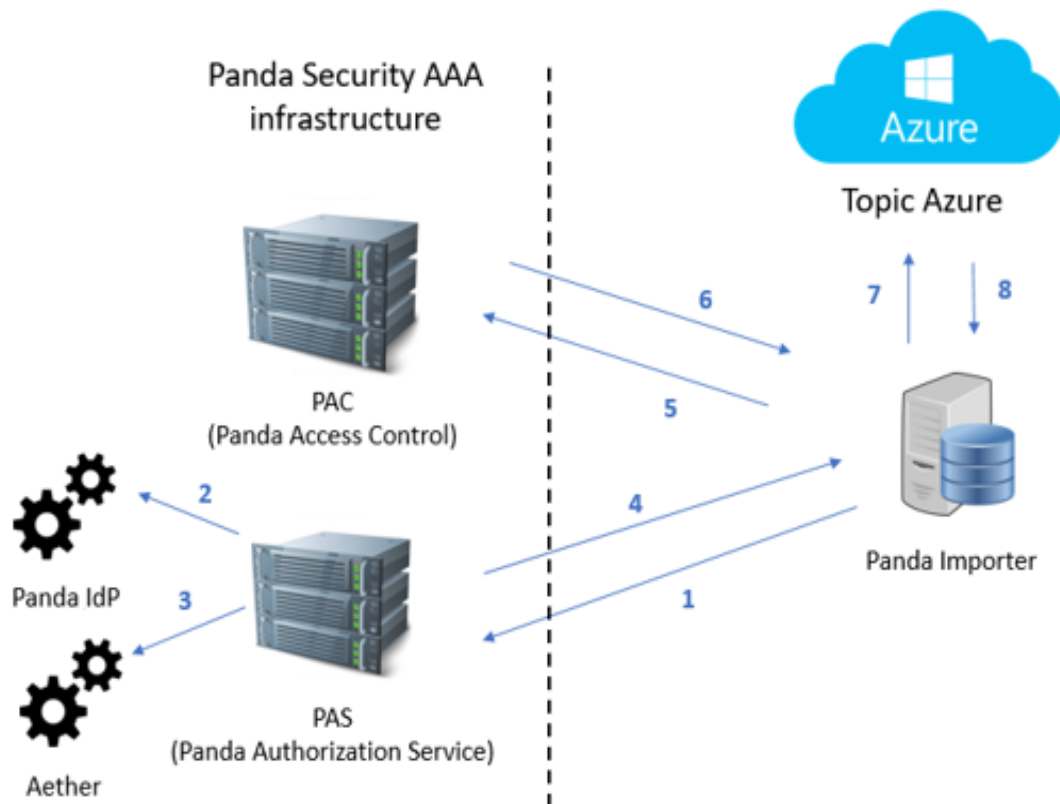 Panda Security AAA
infrastructure
Azure
Topic Azure
7
8
6
5
PAC
(Panda Access Control)
2
4
Panda Importer
Panda IdP
3
1
PAS
(Panda Authorization Service)
Aether